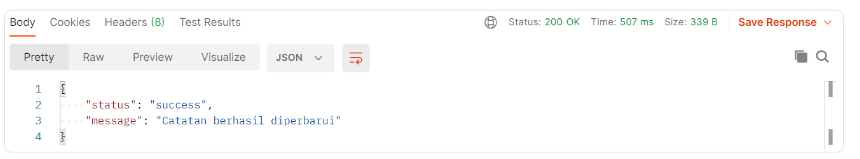 Body Cookies Headers (8) Test Results Status: 200 OK Time: 507 ms Size: 339 B Save Response
Pretty Raw Preview Visualize JSON
1 {
2 "status": "success",
3 "message": "Catatan berhasil diperbarui"
4 }